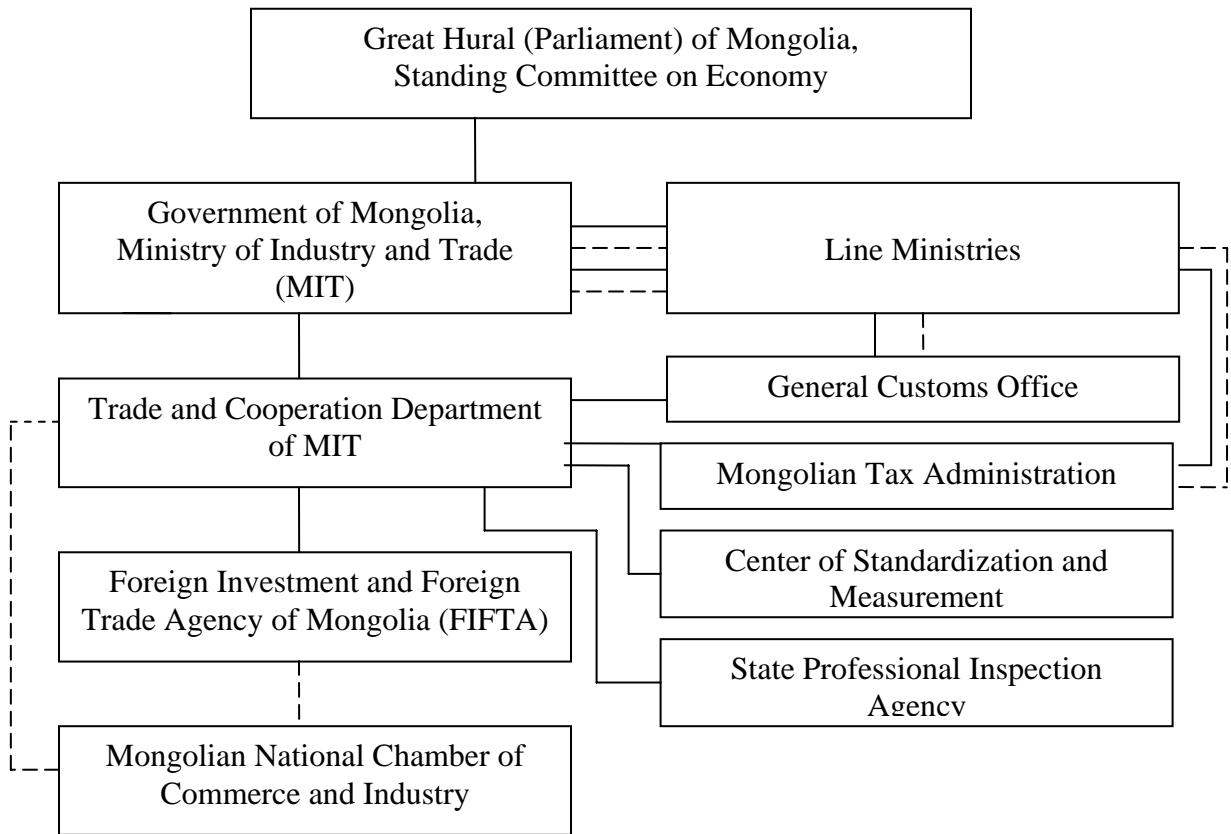 Great Hural (Parliament) of Mongolia,
Standing Committee on Economy
Government of Mongolia,
Ministry of Industry and Trade
(MIT)
Line Ministries
General Customs Office
Trade and Cooperation Department
of MIT
Mongolian Tax Administration
Center of Standardization and
Measurement
Foreign Investment and Foreign
Trade Agency of Mongolia (FIFTA)
State Professional Inspection
Agency
Mongolian National Chamber of
Commerce and Industry